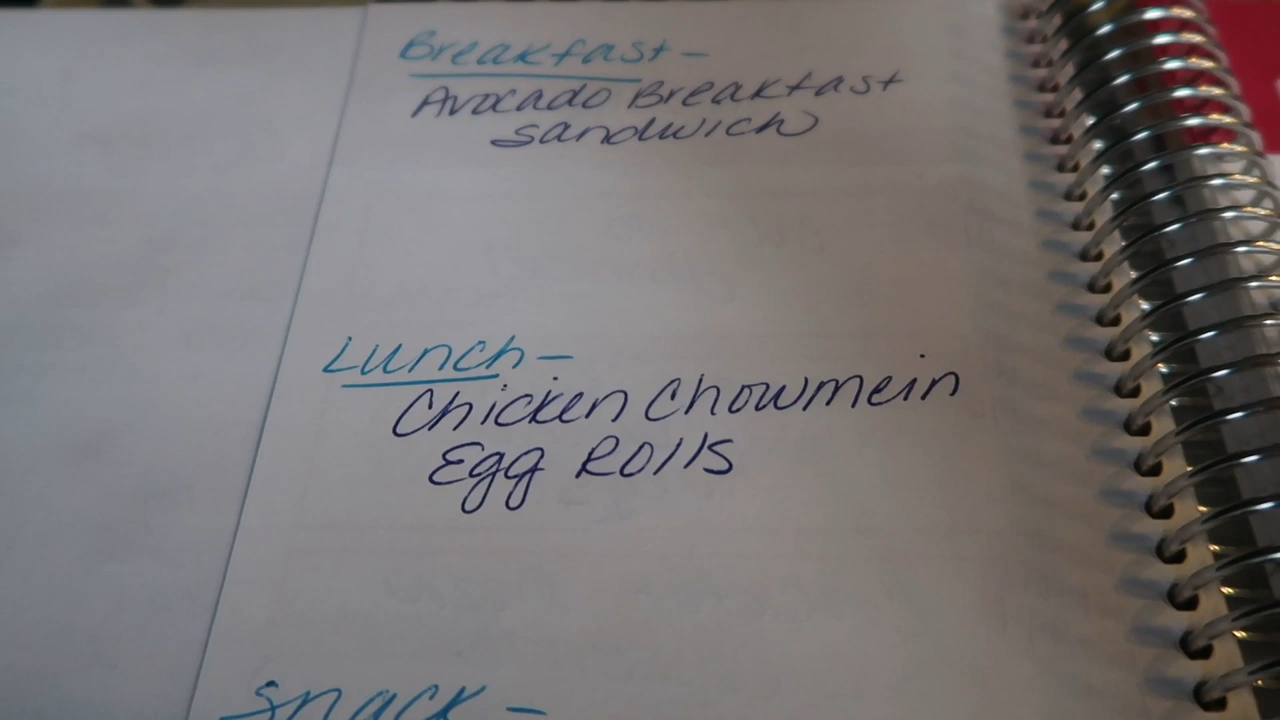 Breakfast-
Avocado Breakfast
Sandwich
Lunch-
Chicken Chowmein
Egg Rolls
Snack-